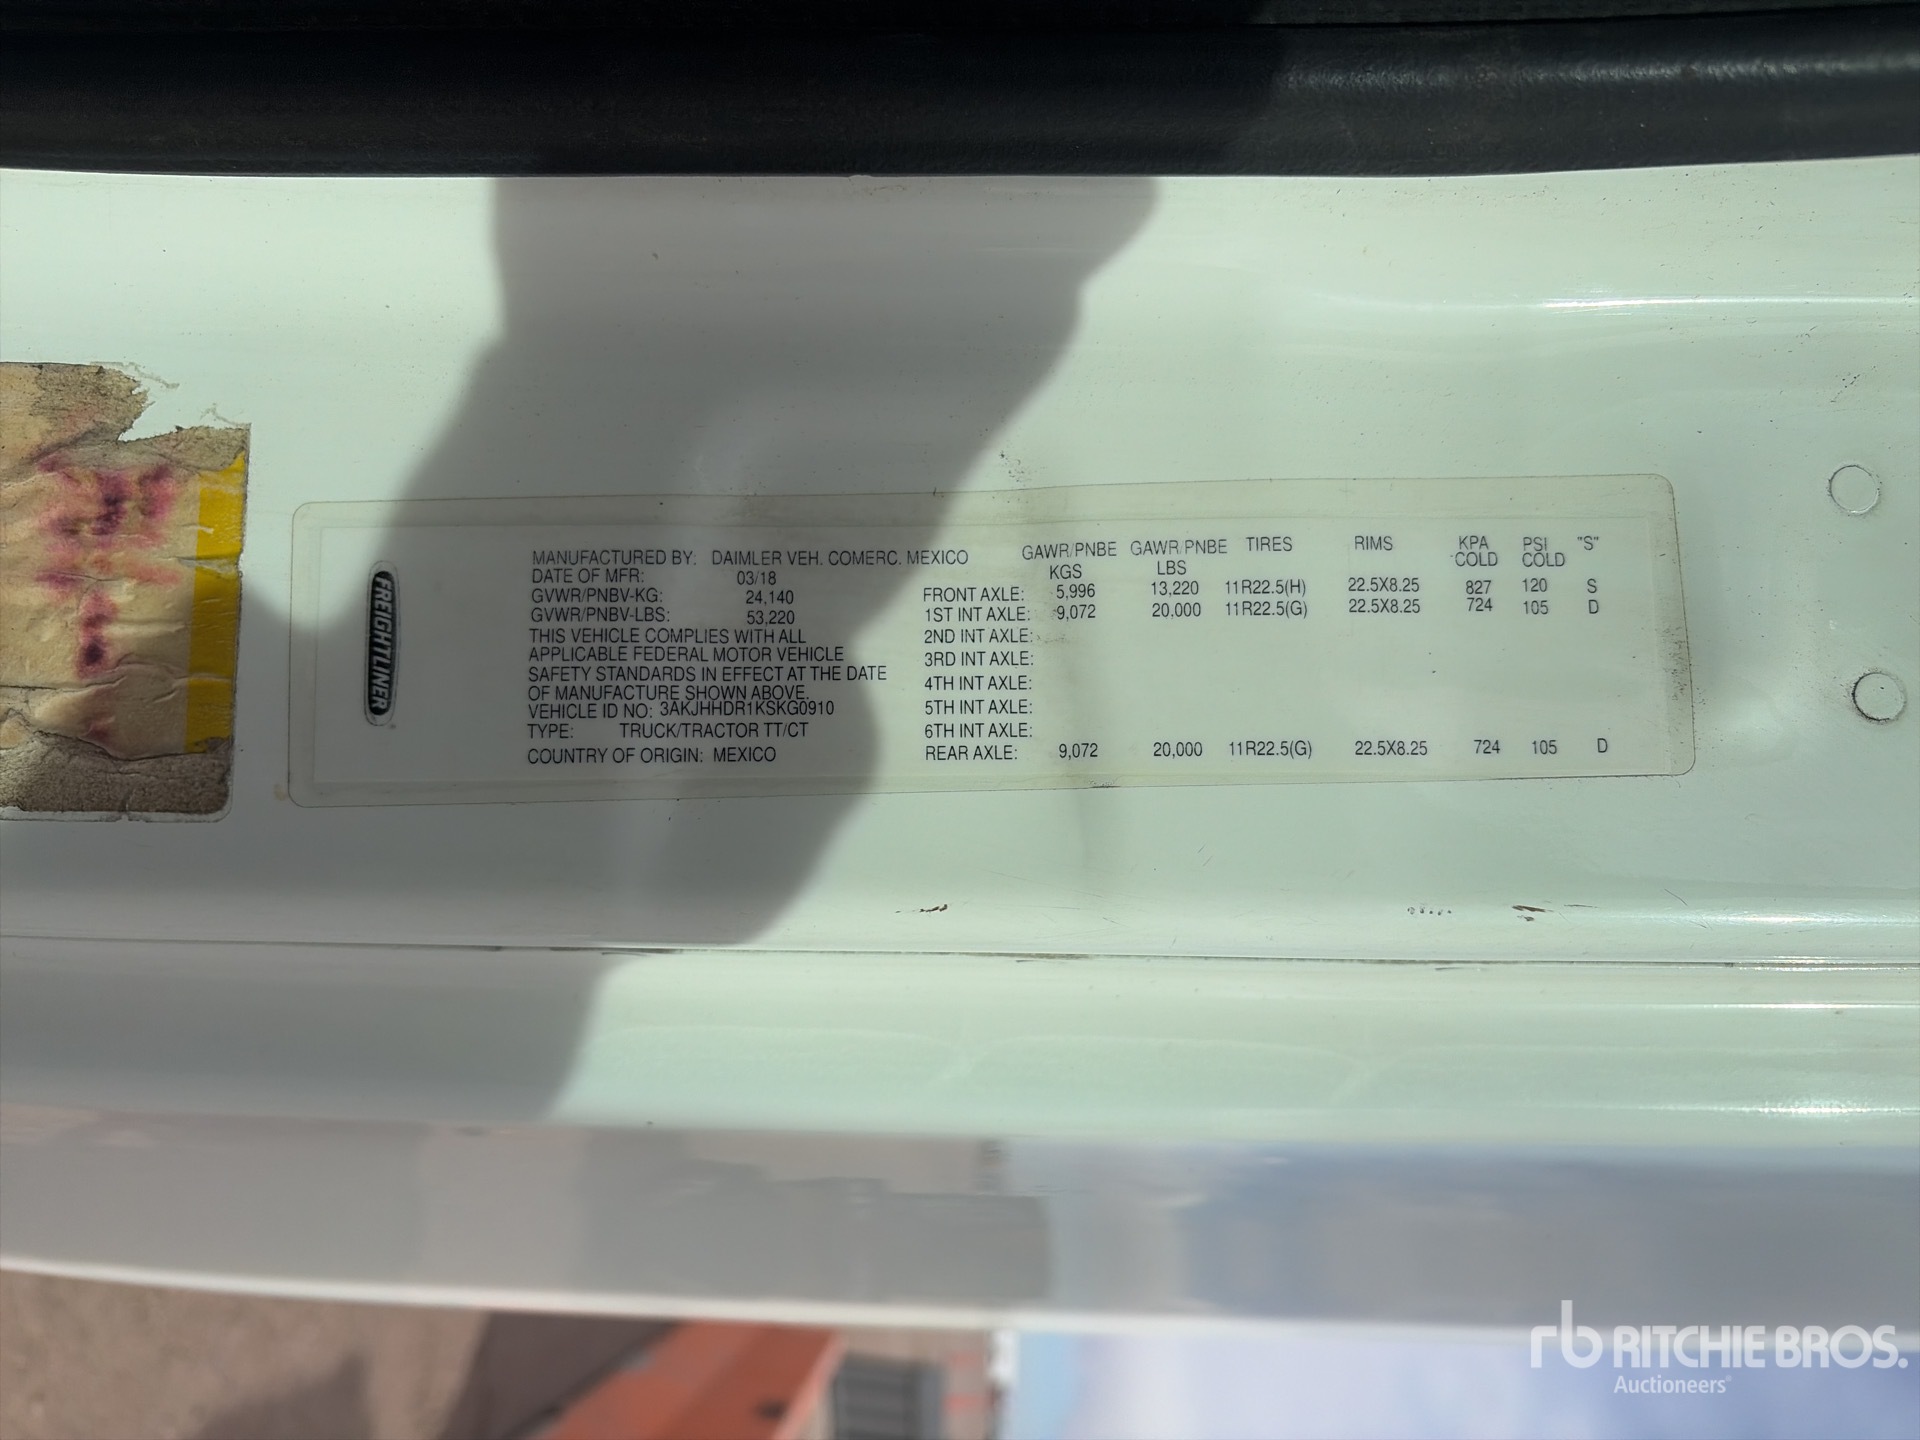 FREIGHTLINER
MANUFACTURED BY: DAIMLER VEH. COMERC. MEXICO
DATE OF MFR: 03/18
GVWR/PNBV-KG: 24,140
GVWR/PNBV-LBS: 53,220
THIS VEHICLE COMPLIES WITH ALL
APPLICABLE FEDERAL MOTOR VEHICLE
SAFETY STANDARDS IN EFFECT AT THE DATE
OF MANUFACTURE SHOWN ABOVE.
VEHICLE ID NO: 3AKJHHDR1KSKG0910
TYPE: TRUCK/TRACTOR TT/CT
COUNTRY OF ORIGIN: MEXICO
GAWR/PNBE GAWR/PNBE TIRES RIMS KPA PSI "S"
KGS LBS COLD COLD
FRONT AXLE: 5,996 13,220 11R22.5(H) 22.5X8.25 827 120 S
1ST INT AXLE: 9,072 20,000 11R22.5(G) 22.5X8.25 724 105 D
2ND INT AXLE:
3RD INT AXLE:
4TH INT AXLE:
5TH INT AXLE:
6TH INT AXLE:
REAR AXLE: 9,072 20,000 11R22.5(G) 22.5X8.25 724 105 D
rb RITCHIE BROS.
Auctioneers